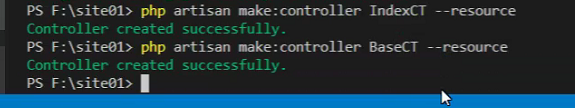 PS F:\site01> php artisan make:controller IndexCT --resource
Controller created successfully.
PS F:\site01> php artisan make:controller BaseCT --resource
Controller created successfully.
PS F:\site01>